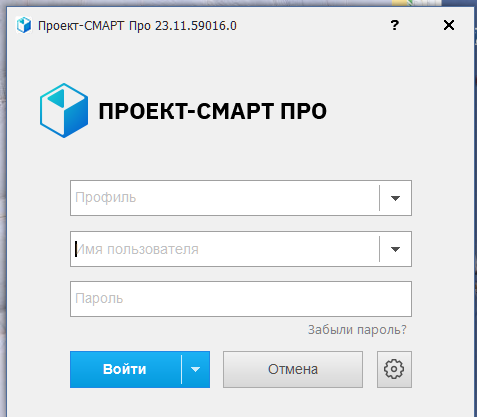 Проект-СМАРТ Про 23.11.59016.0 ?
ПРОЕКТ-СМАРТ ПРО
Профиль
Имя пользователя
Пароль
Забыли пароль?
Войти Отмена